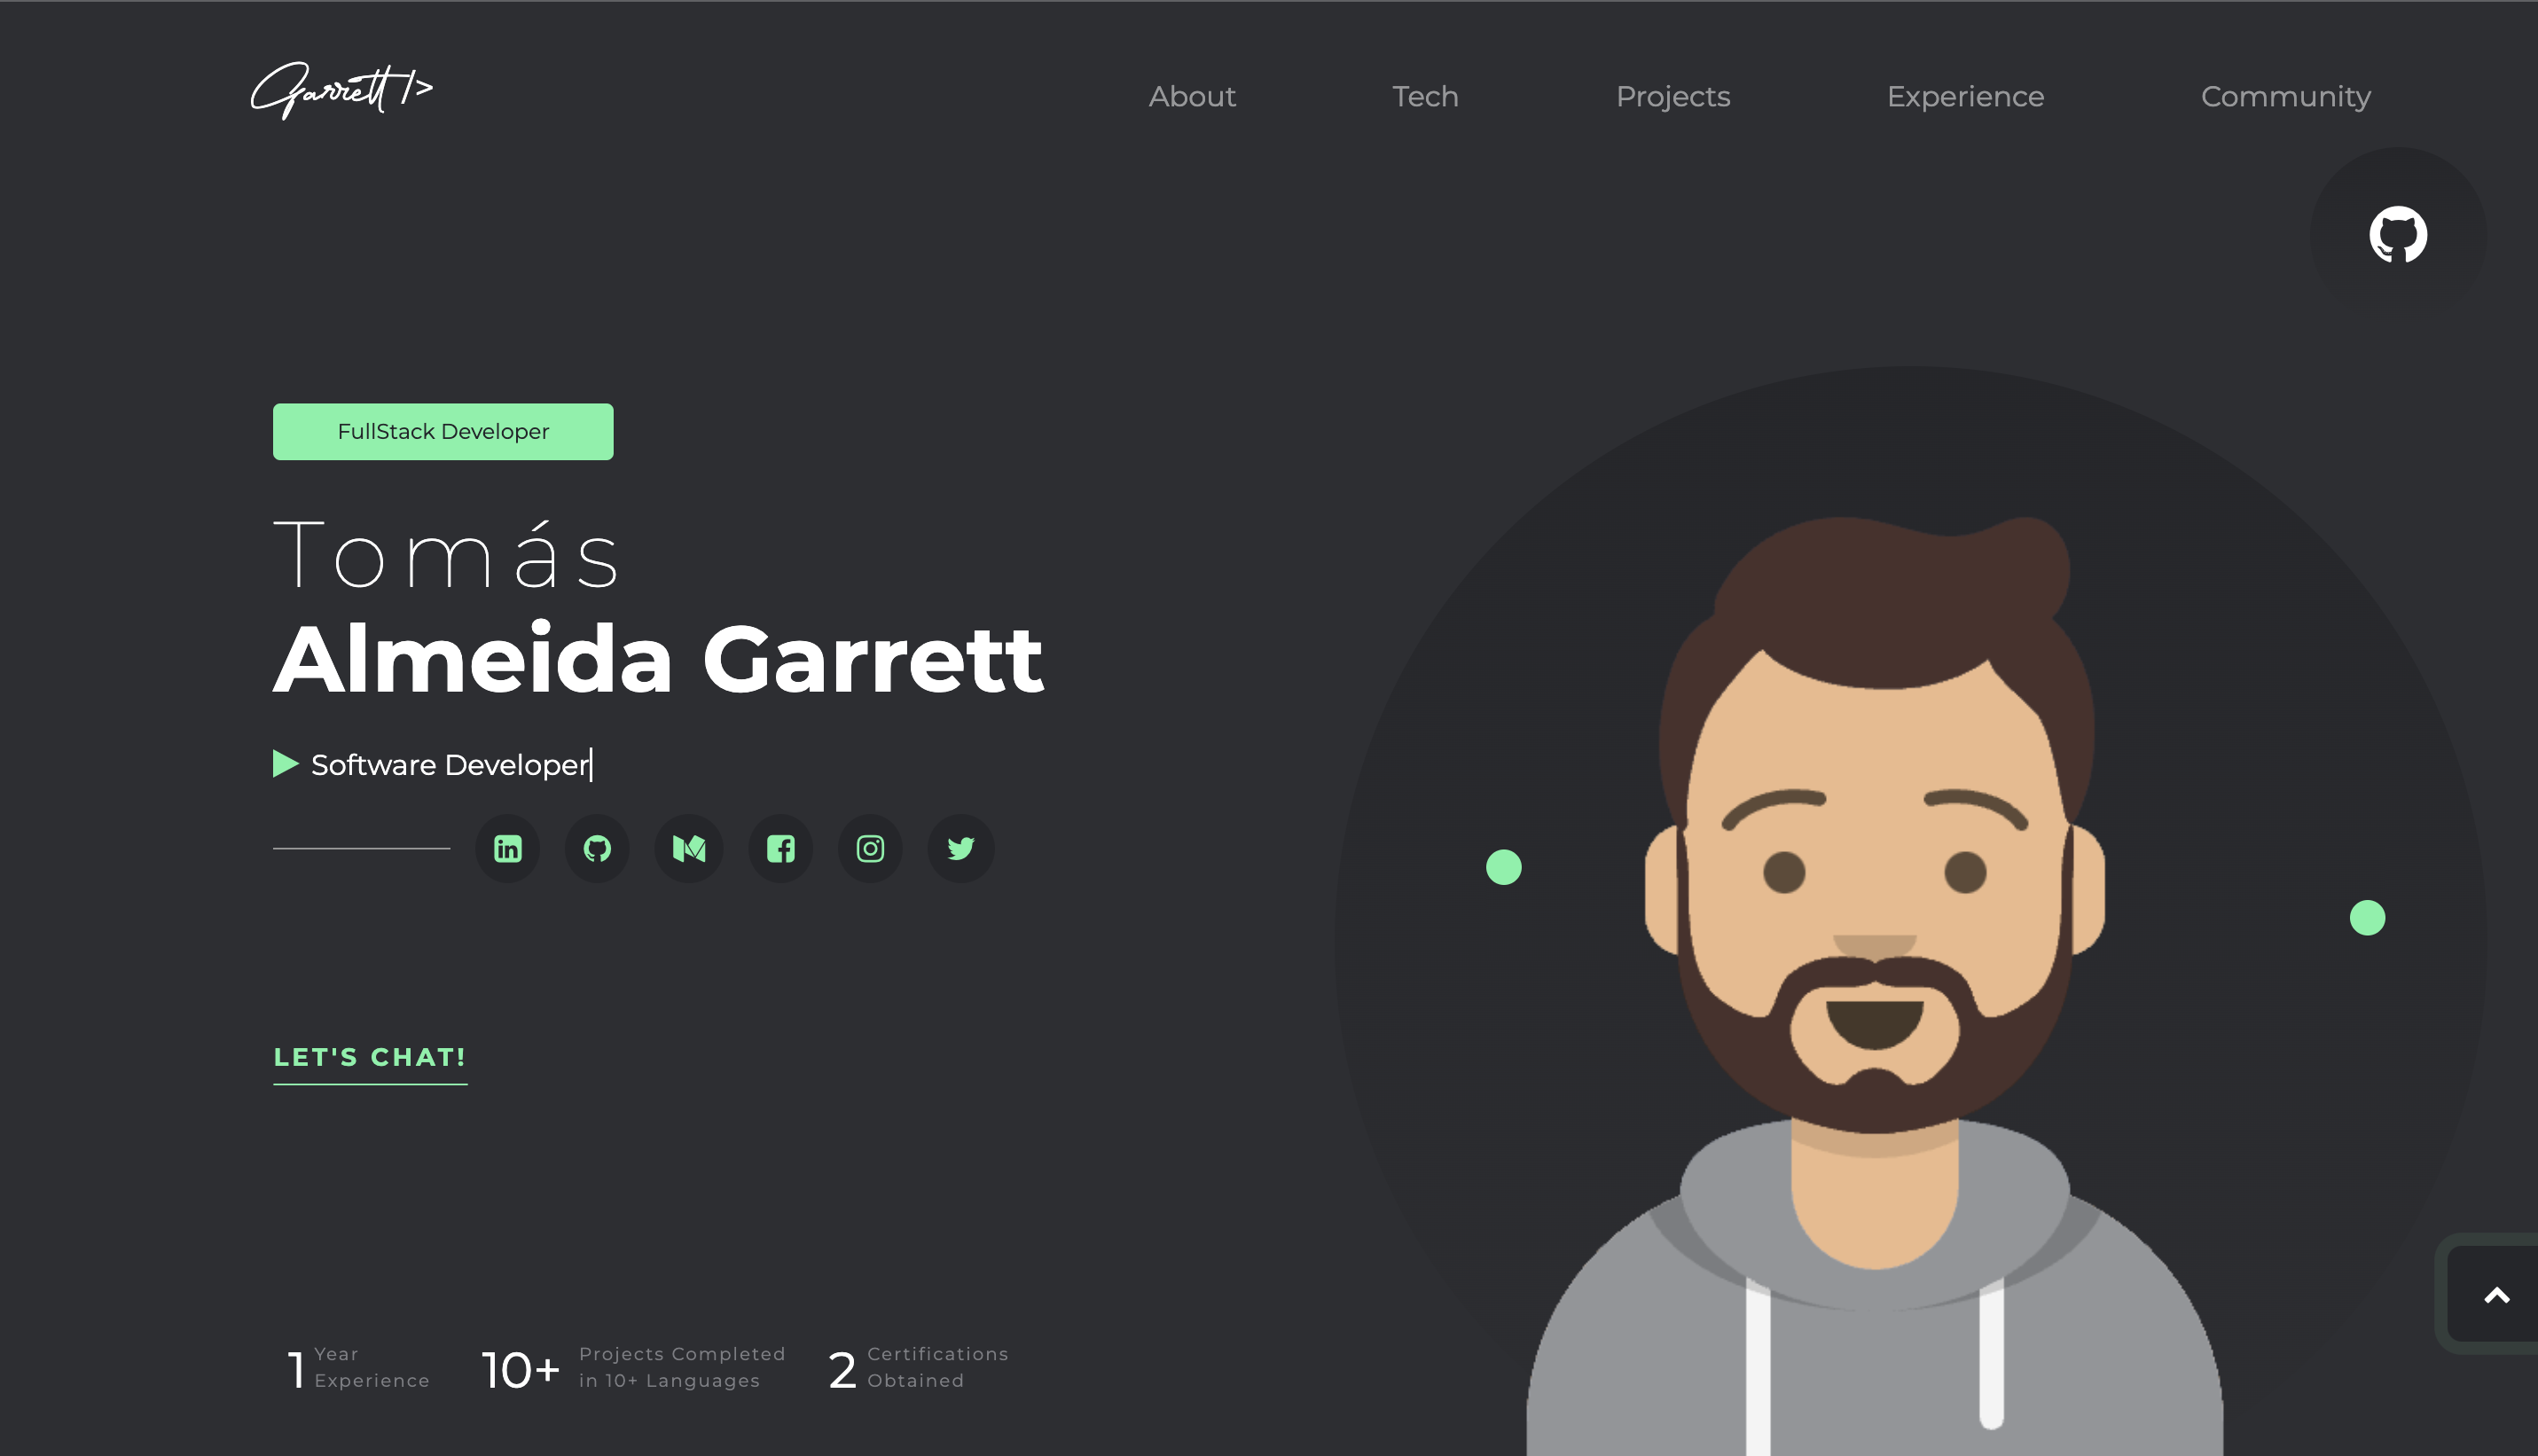 Garrett />
About
Tech
Projects
Experience
Community
FullStack Developer
Tomás
Almeida Garrett
Software Developer
LET'S CHAT!
1 Year
Experience
10+ Projects Completed
in 10+ Languages
2 Certifications
Obtained